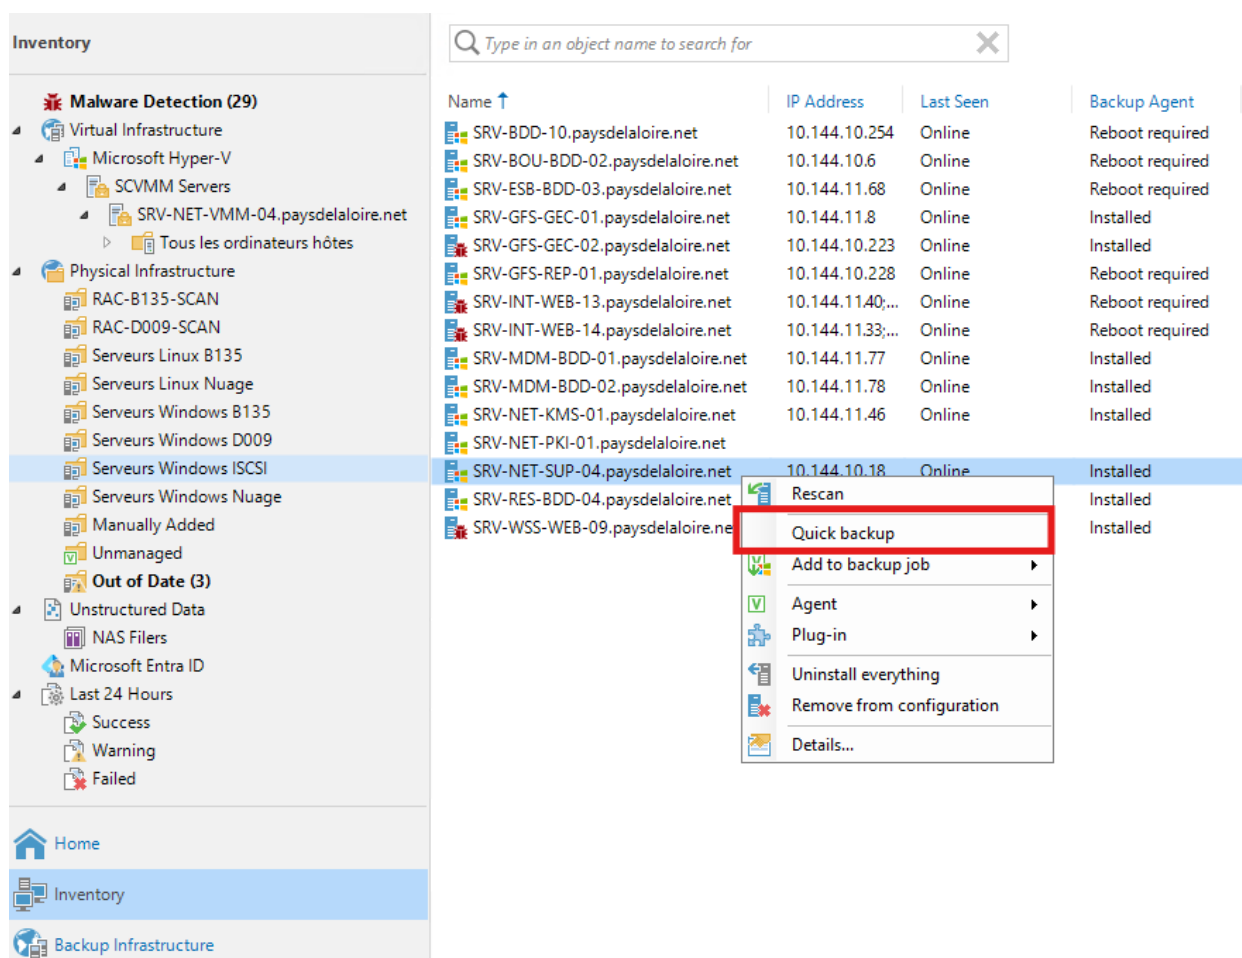 Inventory
Malware Detection (29)
Virtual Infrastructure
Microsoft Hyper-V
SCVMM Servers
SRV-NET-VMM-04.paysdelaloire.net
Tous les ordinateurs hôtes
Physical Infrastructure
RAC-B135-SCAN
RAC-D009-SCAN
Serveurs Linux B135
Serveurs Linux Nuage
Serveurs Windows B135
Serveurs Windows D009
Serveurs Windows ISCSI
Serveurs Windows Nuage
Manually Added
Unmanaged
Out of Date (3)
Unstructured Data
NAS Filers
Microsoft Entra ID
Last 24 Hours
Success
Warning
Failed
Home
Inventory
Backup Infrastructure
Type in an object name to search for
Name IP Address Last Seen Backup Agent
SRV-BDD-10.paysdelaloire.net 10.144.10.254 Online Reboot required
SRV-BOU-BDD-02.paysdelaloire.net 10.144.10.6 Online Reboot required
SRV-ESB-BDD-03.paysdelaloire.net 10.144.11.68 Online Reboot required
SRV-GFS-GEC-01.paysdelaloire.net 10.144.11.8 Online Installed
SRV-GFS-GEC-02.paysdelaloire.net 10.144.10.223 Online Installed
SRV-GFS-REP-01.paysdelaloire.net 10.144.10.228 Online Reboot required
SRV-INT-WEB-13.paysdelaloire.net 10.144.11.40;... Online Reboot required
SRV-INT-WEB-14.paysdelaloire.net 10.144.11.33;... Online Reboot required
SRV-MDM-BDD-01.paysdelaloire.net 10.144.11.77 Online Installed
SRV-MDM-BDD-02.paysdelaloire.net 10.144.11.78 Online Installed
SRV-NET-KMS-01.paysdelaloire.net 10.144.11.46 Online Installed
SRV-NET-PKI-01.paysdelaloire.net
SRV-NET-SUP-04.paysdelaloire.net 10.144.10.18 Online Installed
SRV-RES-BDD-04.paysdelaloire.net Installed
SRV-WSS-WEB-09.paysdelaloire.ne Installed
Rescan
Quick backup
Add to backup job
Agent
Plug-in
Uninstall everything
Remove from configuration
Details...